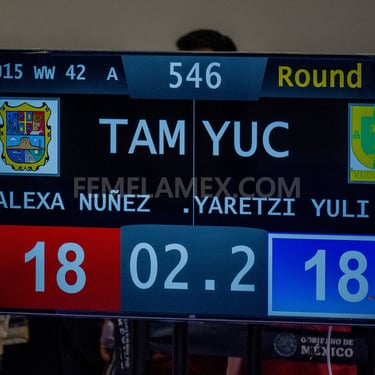 U15 WW 42 A 546 Round
TAM YUC
FEMELAMEX.COM
ALEXA NUÑEZ .YARETZI YULI
18 02.2 18
GOBIERNO DE
MÉXICO